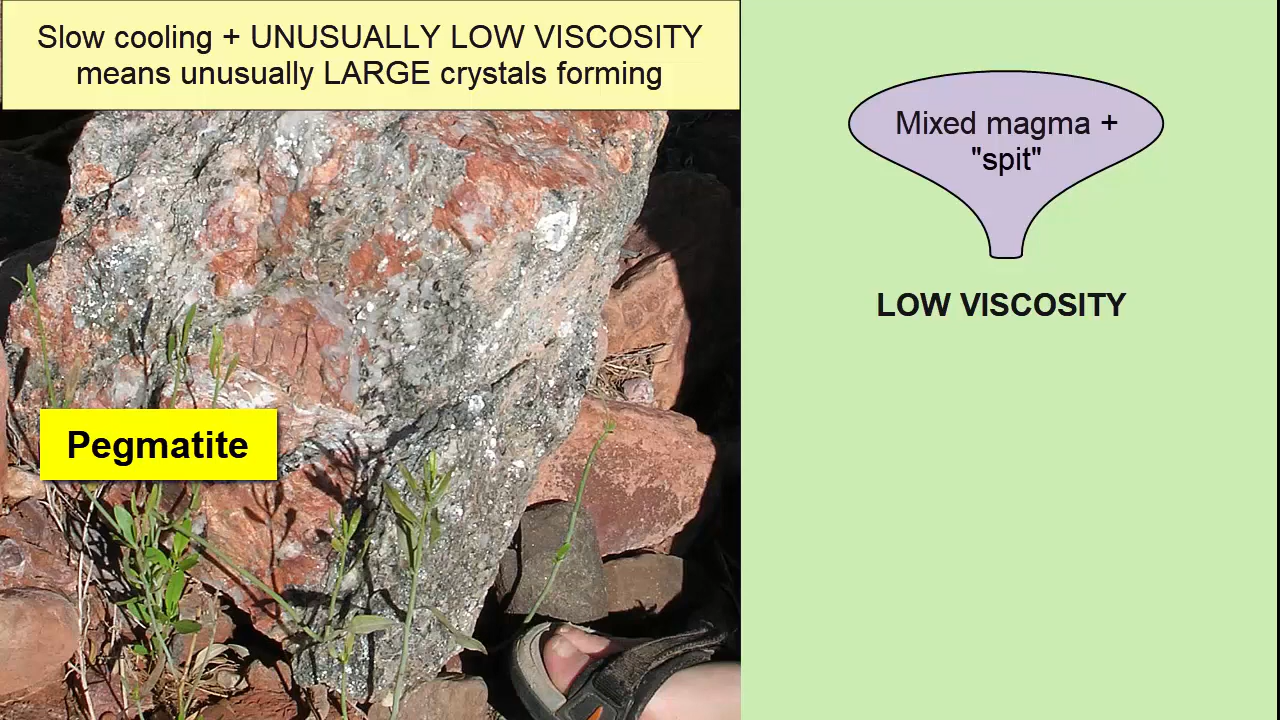 Slow cooling + UNUSUALLY LOW VISCOSITY
means unusually LARGE crystals forming
Mixed magma +
"spit"
LOW VISCOSITY
Pegmatite